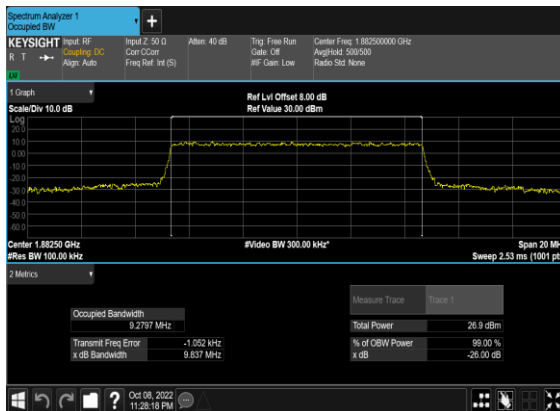 Spectrum Analyzer 1
Occupied BW
KEYSIGHT
R T
LXI
Input: RF
Coupling: DC
Align: Auto
Input Z: 50 Ω
Corr CCorr
Freq Ref: Int (S)
Atten: 40 dB
Trig: Free Run
Gate: Off
#IF Gain: Low
Center Freq: 1.882500000 GHz
Avg|Hold: 500/500
Radio Std: None
1 Graph
Scale/Div 10.0 dB
Ref Lvl Offset 8.00 dB
Ref Value 30.00 dBm
Log
20.0
10.0
0.00
-10.0
-20.0
-30.0
-40.0
-50.0
-60.0
Center 1.88250 GHz
#Video BW 300.00 kHz*
Span 20 MH
#Res BW 100.00 kHz
Sweep 2.53 ms (1001 pt
2 Metrics
Measure Trace
Trace 1
Occupied Bandwidth
9.2797 MHz
Total Power
26.9 dBm
Transmit Freq Error
-1.052 kHz
% of OBW Power
99.00 %
x dB Bandwidth
9.837 MHz
x dB
-26.00 dB
?
Oct 08, 2022
11:28:18 PM